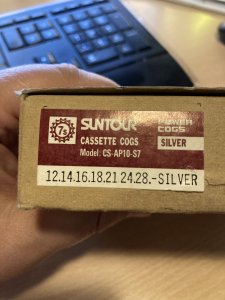 7s SUNTOUR POWER
COGS
CASSETTE COGS SILVER
Model: CS-AP10-S7
12.14.16.18.21 24.28.-SILVER